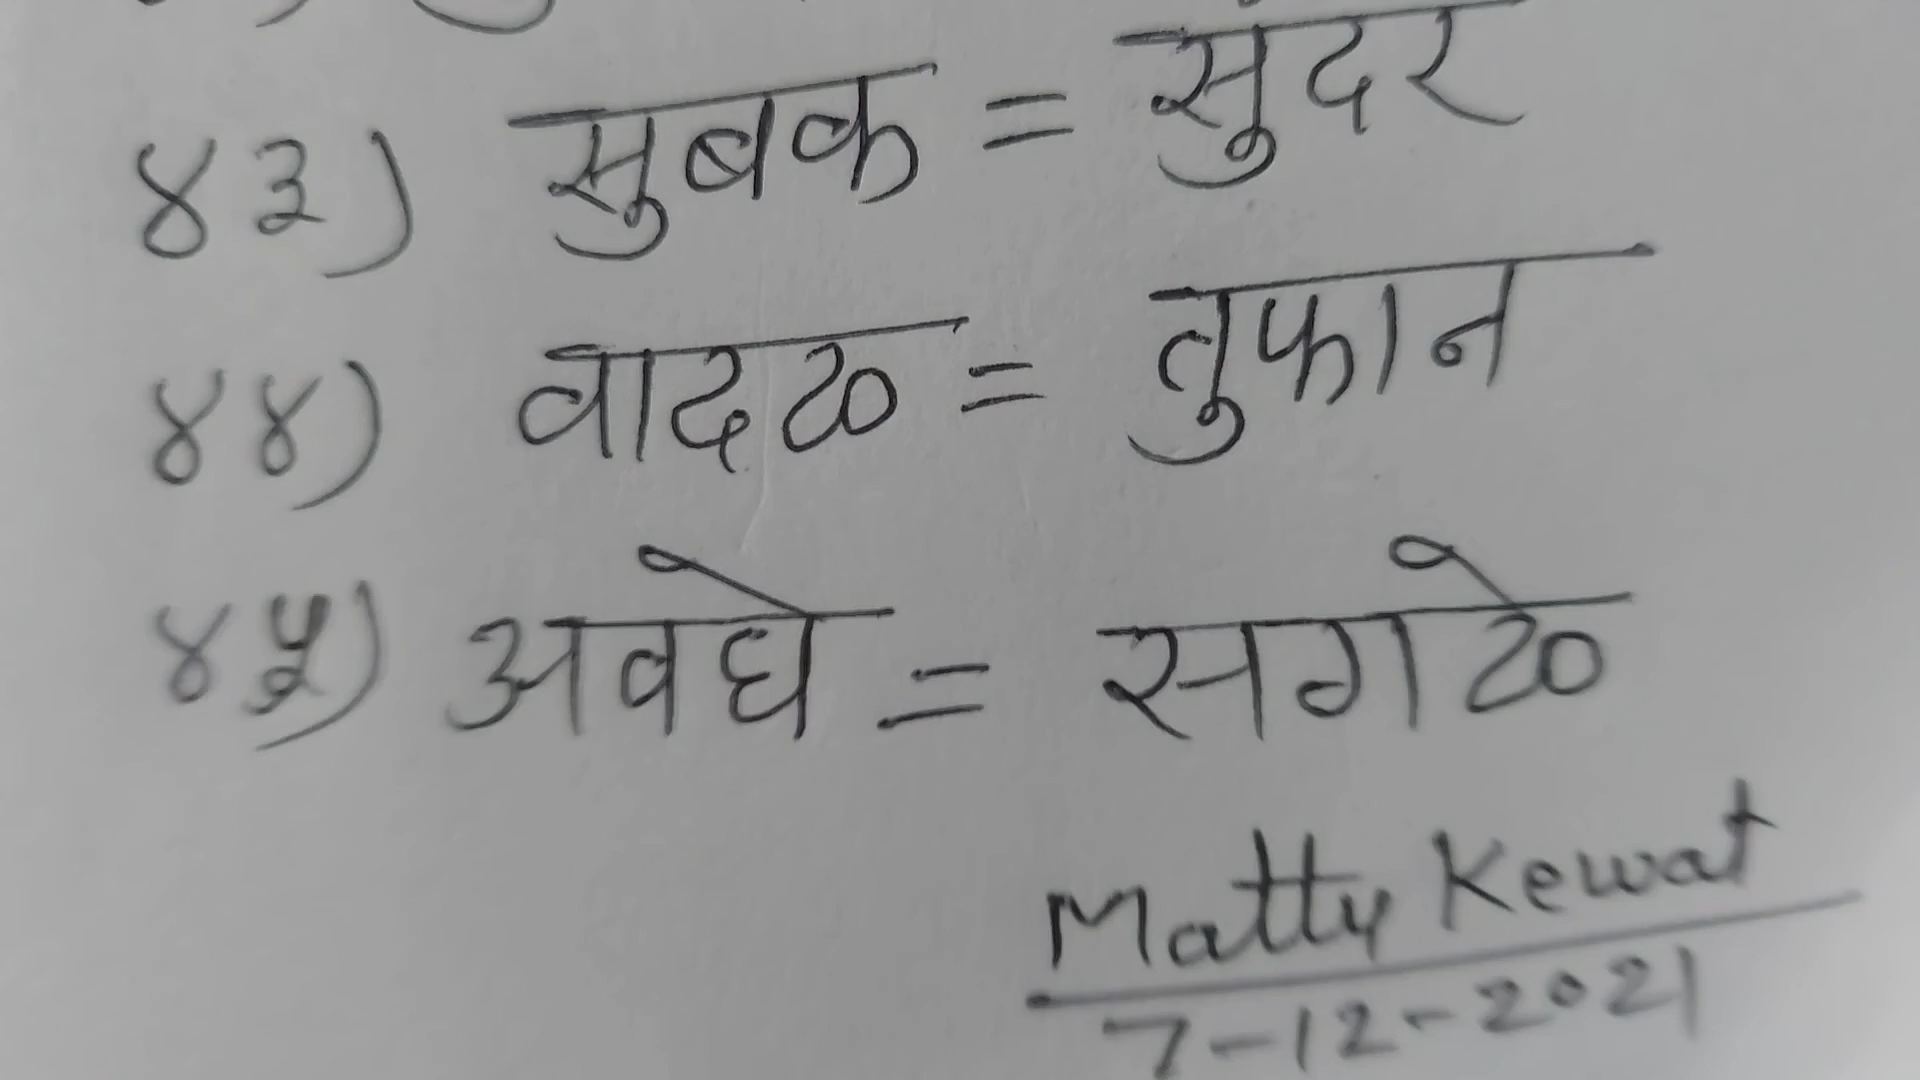 ४३) सुबक = सुंदर
४४) वादळ = तुफान
४५) अवघे = सगळे
Matty Kewat
7-12-2021